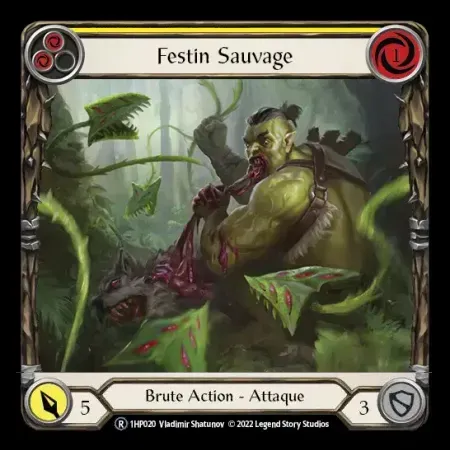 Festin Sauvage
1
Brute Action - Attaque
5
3
R 1HP020 Vladimir Shatunov © 2022 Legend Story Studios